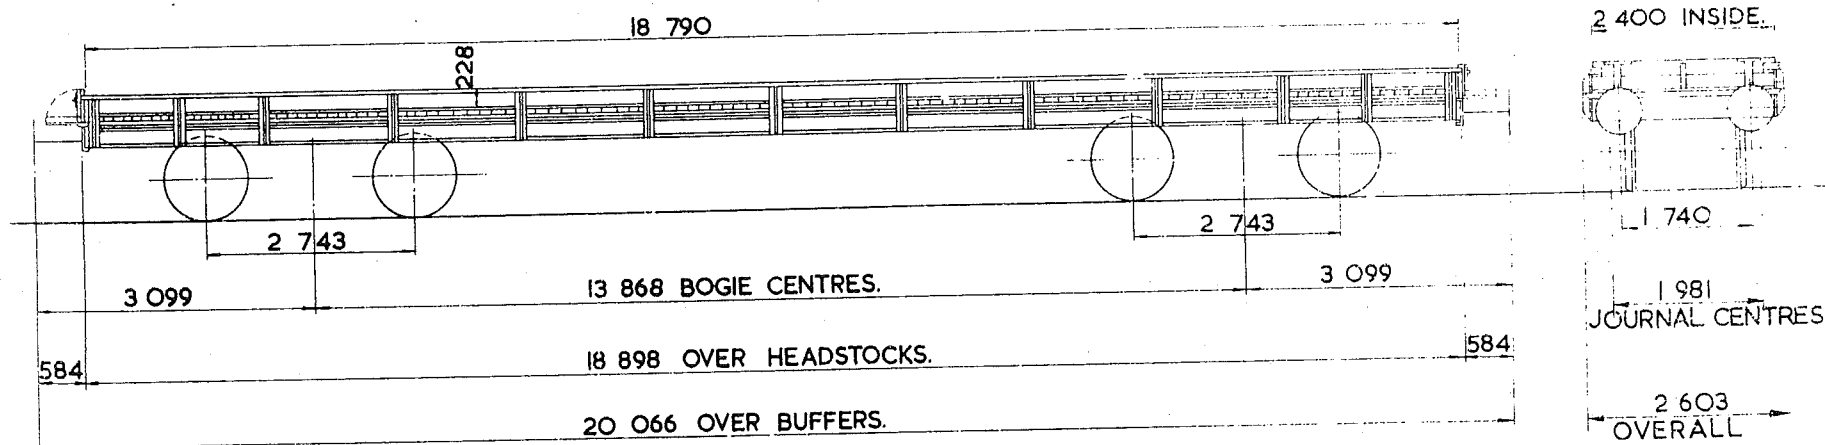 18 790
2 400 INSIDE.
228
2 743
2 743
1 740
3 099
13 868 BOGIE CENTRES.
3 099
1 981
JOURNAL CENTRES
584
18 898 OVER HEADSTOCKS.
584
20 066 OVER BUFFERS.
2 603
OVERALL